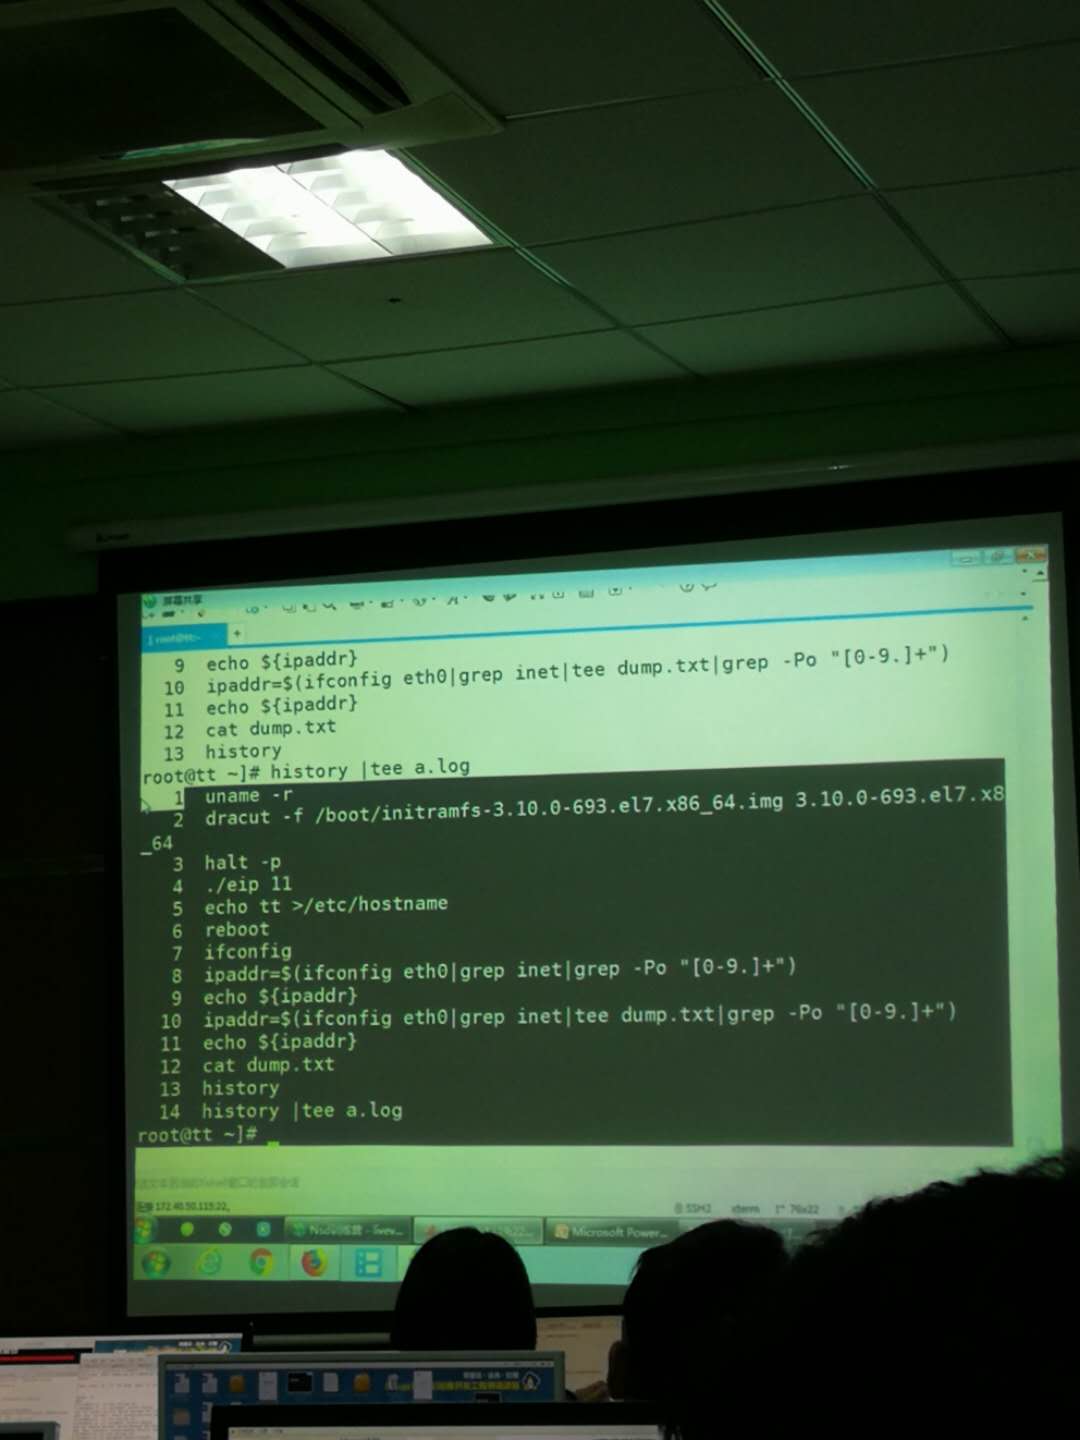 屏幕共享
1 root@tt:~
+
9 echo ${ipaddr}
10 ipaddr=$(ifconfig eth0|grep inet|tee dump.txt|grep -Po "[0-9.]+")
11 echo ${ipaddr}
12 cat dump.txt
13 history
root@tt ~]# history |tee a.log
1 uname -r
2 dracut -f /boot/initramfs-3.10.0-693.el7.x86_64.img 3.10.0-693.el7.x8
_64
3 halt -p
4 ./eip 11
5 echo tt >/etc/hostname
6 reboot
7 ifconfig
8 ipaddr=$(ifconfig eth0|grep inet|grep -Po "[0-9.]+")
9 echo ${ipaddr}
10 ipaddr=$(ifconfig eth0|grep inet|tee dump.txt|grep -Po "[0-9.]+")
11 echo ${ipaddr}
12 cat dump.txt
13 history
14 history |tee a.log
root@tt ~]#
172.40.50.115:22,
SSH2 xterm 76x22
Microsoft Power...